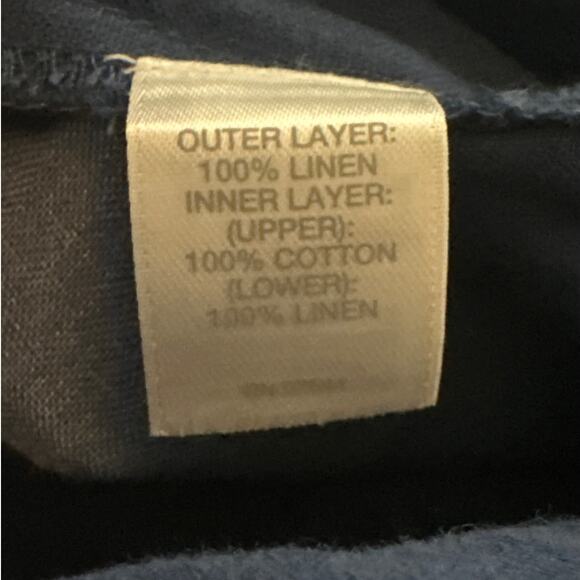 OUTER LAYER:
100% LINEN
INNER LAYER:
(UPPER):
100% COTTON
(LOWER):
100% LINEN